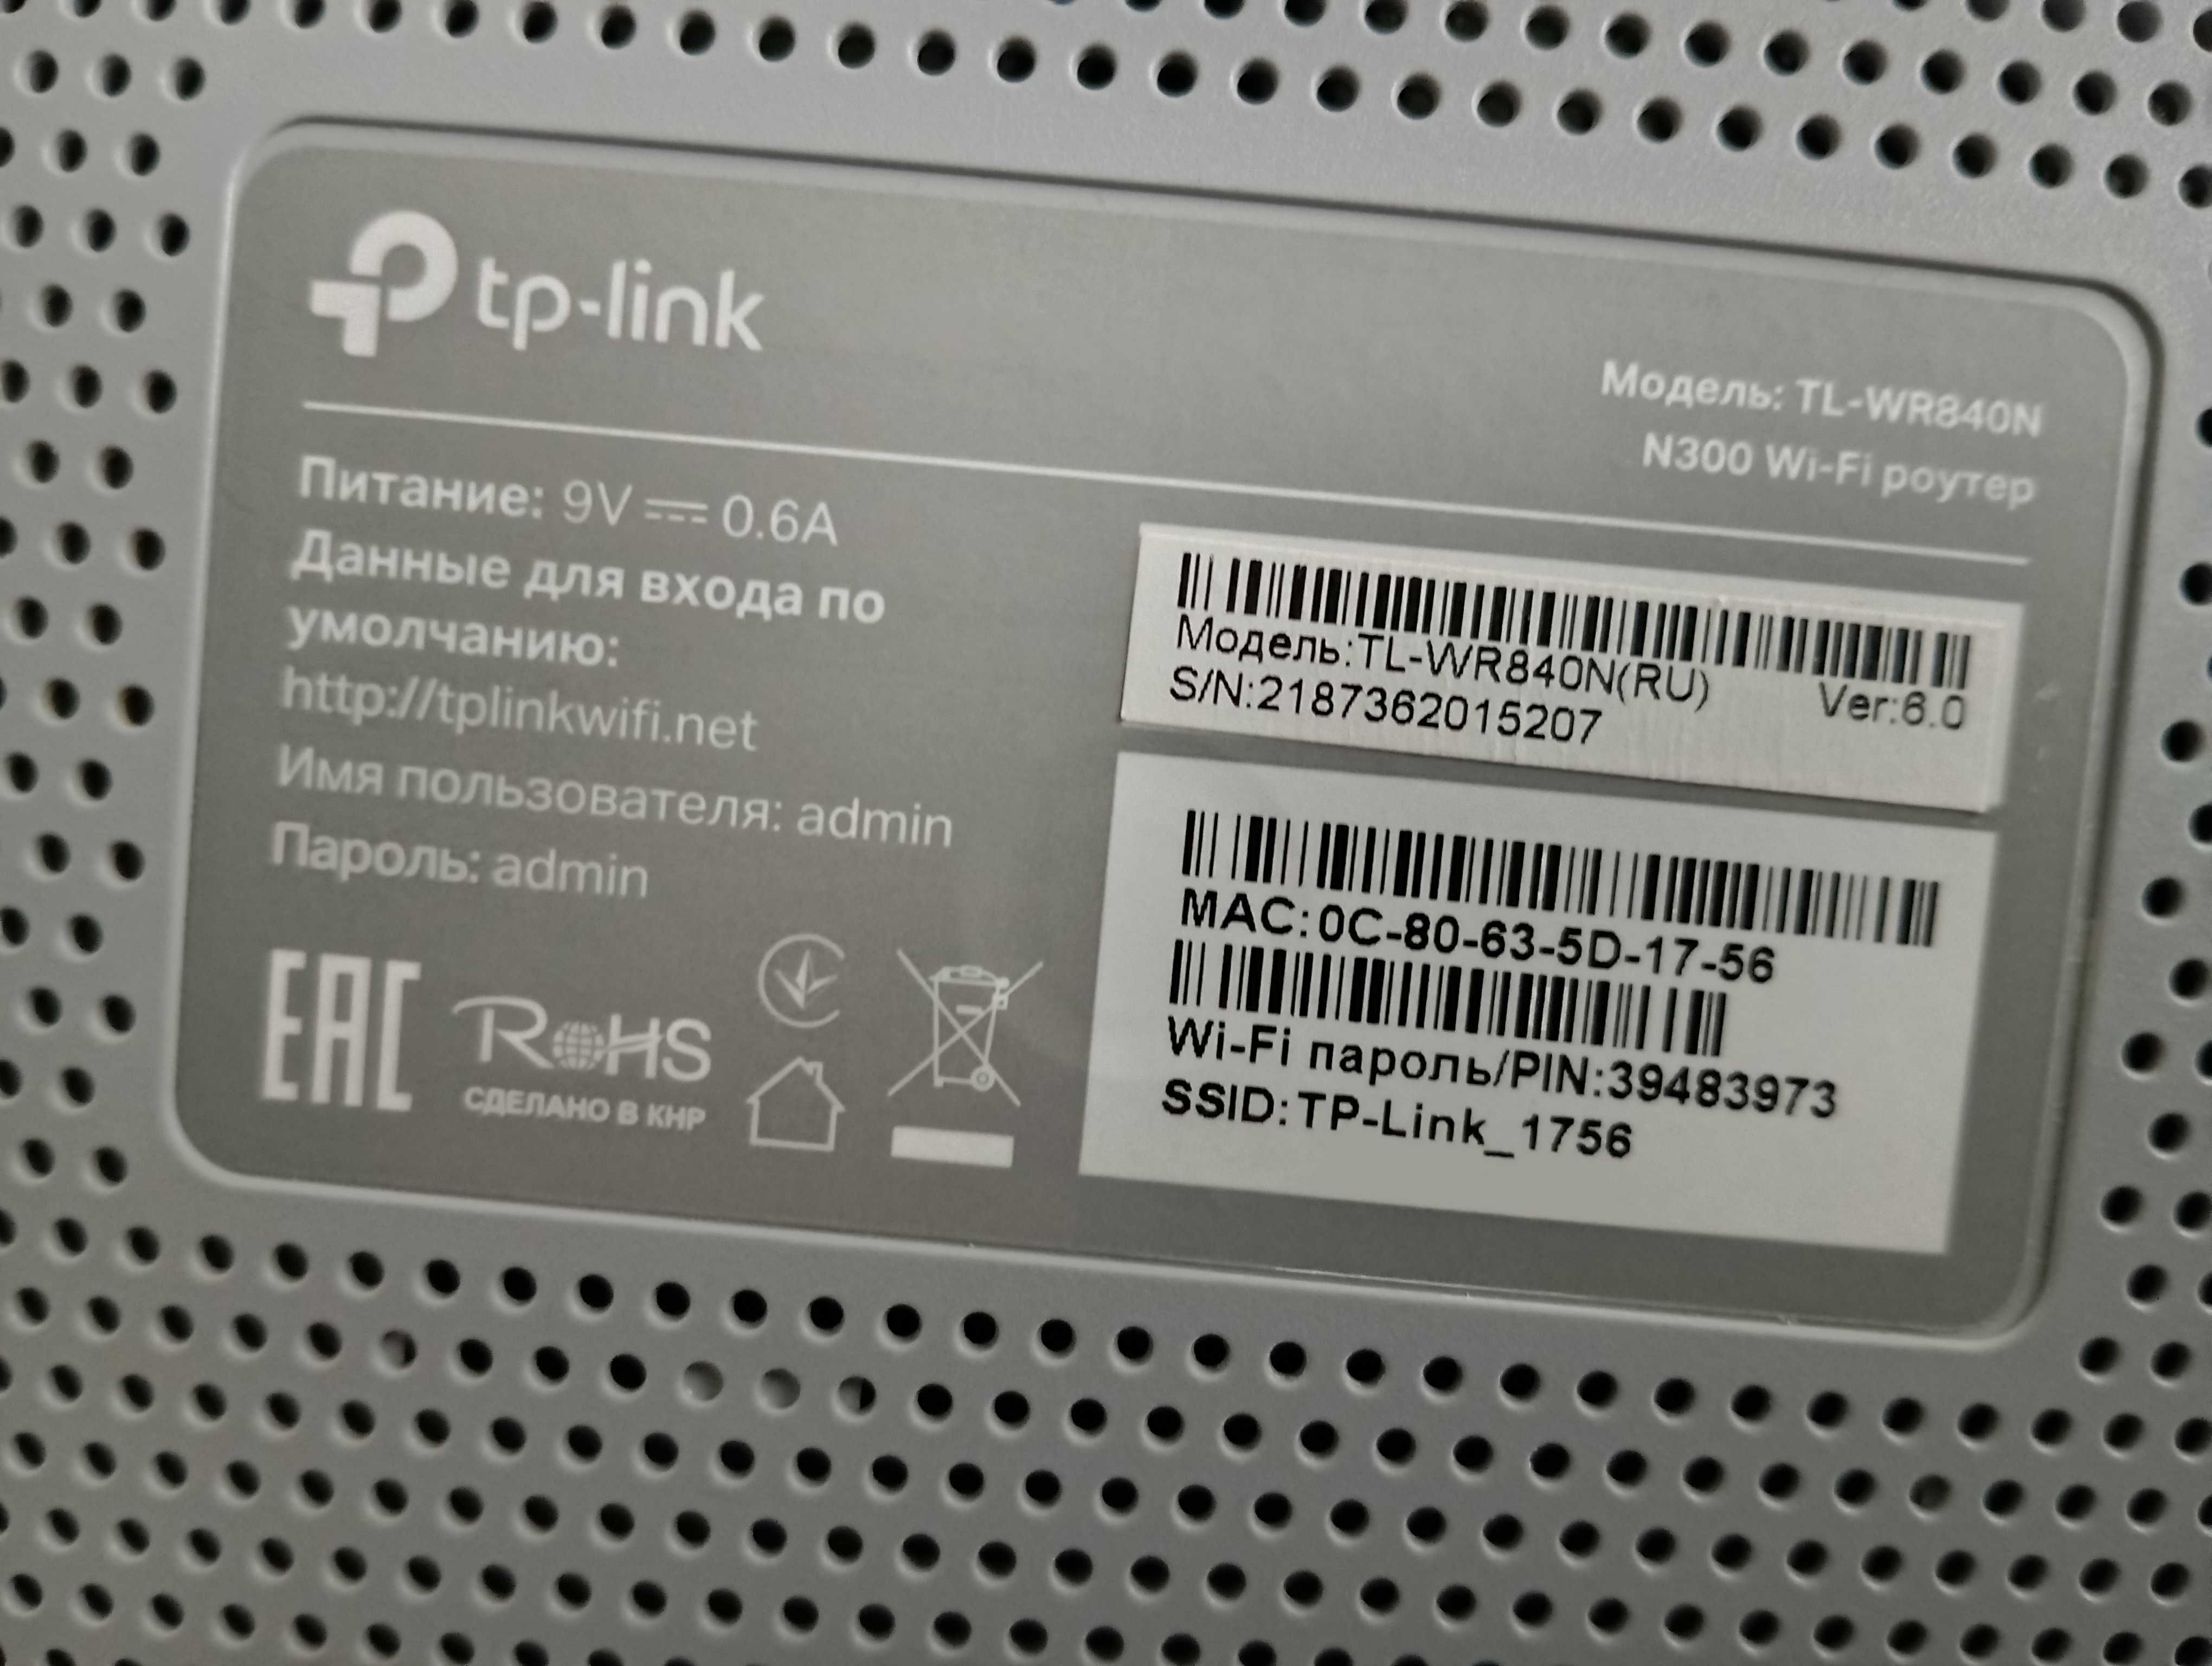 tp-link
Модель: TL-WR840N
N300 Wi-Fi роутер
Питание: 9V 0.6A
Данные для входа по
умолчанию:
http://tplinkwifi.net
Имя пользователя: admin
Пароль: admin
EAC
RoHS
СДЕЛАНО В КНР
Модель:TL-WR840N(RU) Ver:6.0
S/N:2187362015207
MAC:0C-80-63-5D-17-56
Wi-Fi пароль/PIN:39483973
SSID:TP-Link_1756